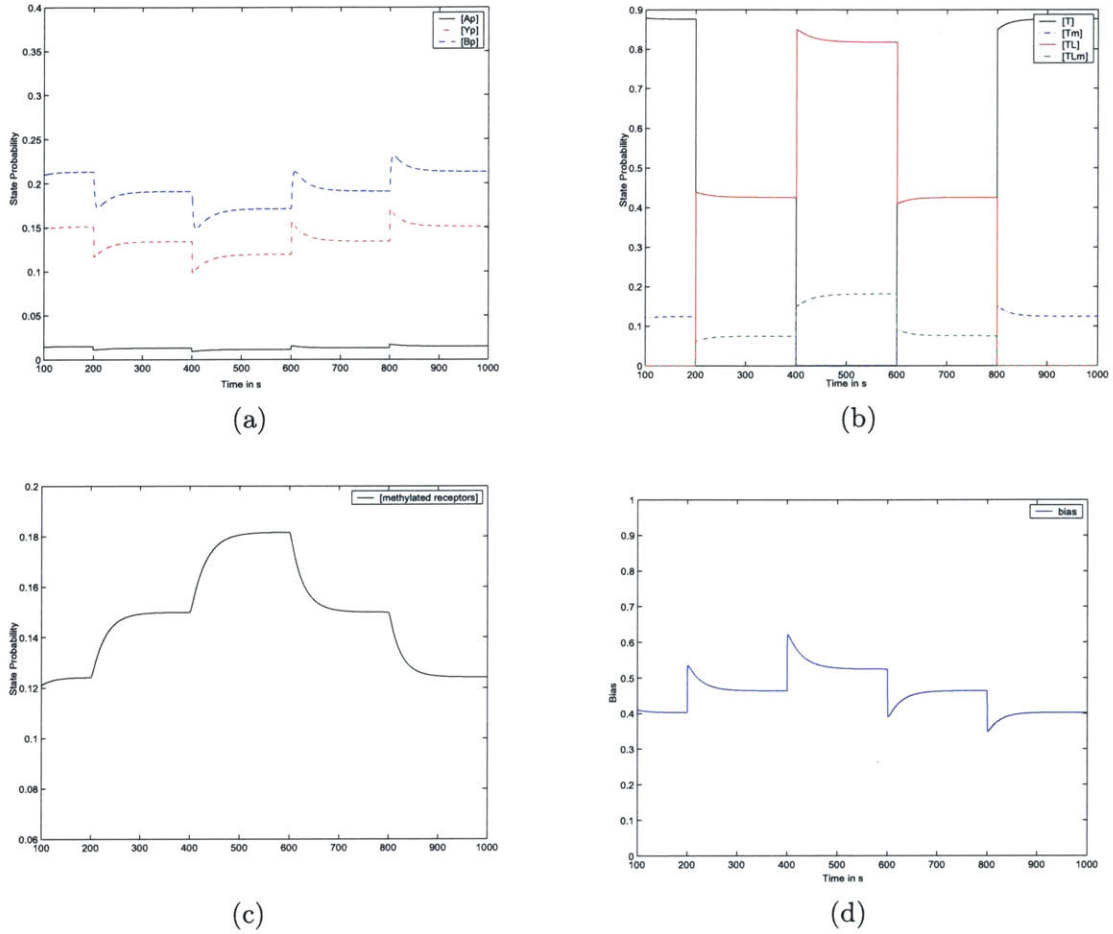 [Ap]
[Yp]
[Bp]
0.4
0.35
0.3
0.25
0.2
0.15
0.1
0.05
0
State Probability
100 200 300 400 500 600 700 800 900 1000
Time in s
(a)
[T]
[Tm]
[TL]
[TLm]
0.9
0.8
0.7
0.6
0.5
0.4
0.3
0.2
0.1
0
State Probability
100 200 300 400 500 600 700 800 900 1000
Time in s
(b)
[methylated receptors]
0.2
0.18
0.16
0.14
0.12
0.1
0.08
0.06
State Probability
100 200 300 400 500 600 700 800 900 1000
(c)
bias
1
0.9
0.8
0.7
0.6
0.5
0.4
0.3
0.2
0.1
0
Bias
100 200 300 400 500 600 700 800 900 1000
Time in s
(d)